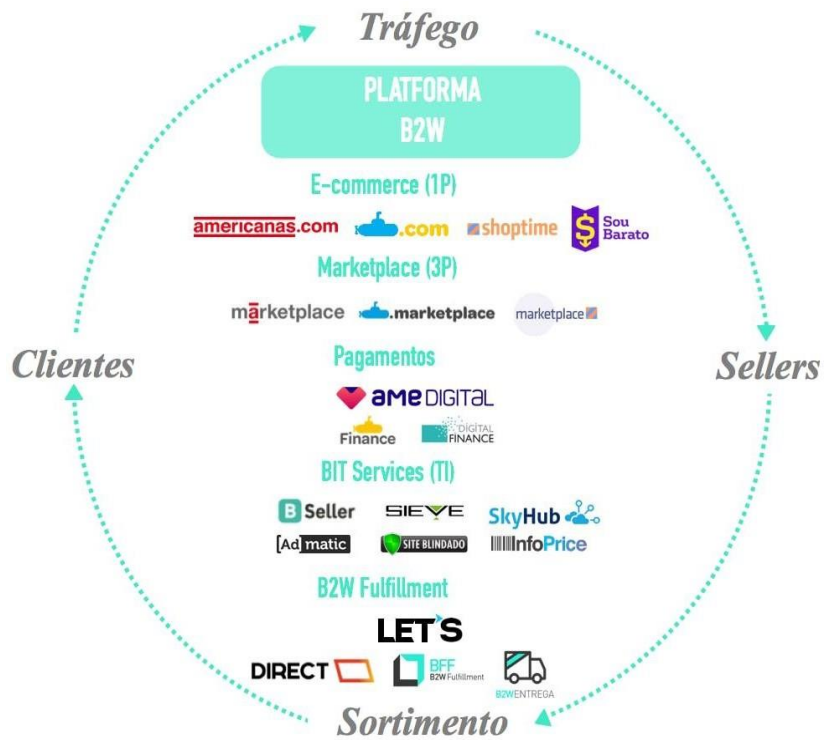 Tráfego
PLATFORMA
B2W
E-commerce (1P)
americanas.com .com shoptime Sou
Barato
Marketplace (3P)
marketplace .marketplace marketplace
Clientes
Sellers
Pagamentos
ame DIGITAL
Finance DIGITAL
FINANCE
BIT Services (TI)
B Seller SIEVE SkyHub
[Ad]matic SITE BLINDADO InfoPrice
B2W Fulfillment
LET'S
DIRECT BFF
B2W Fulfillment
B2WENTREGA
Sortimento